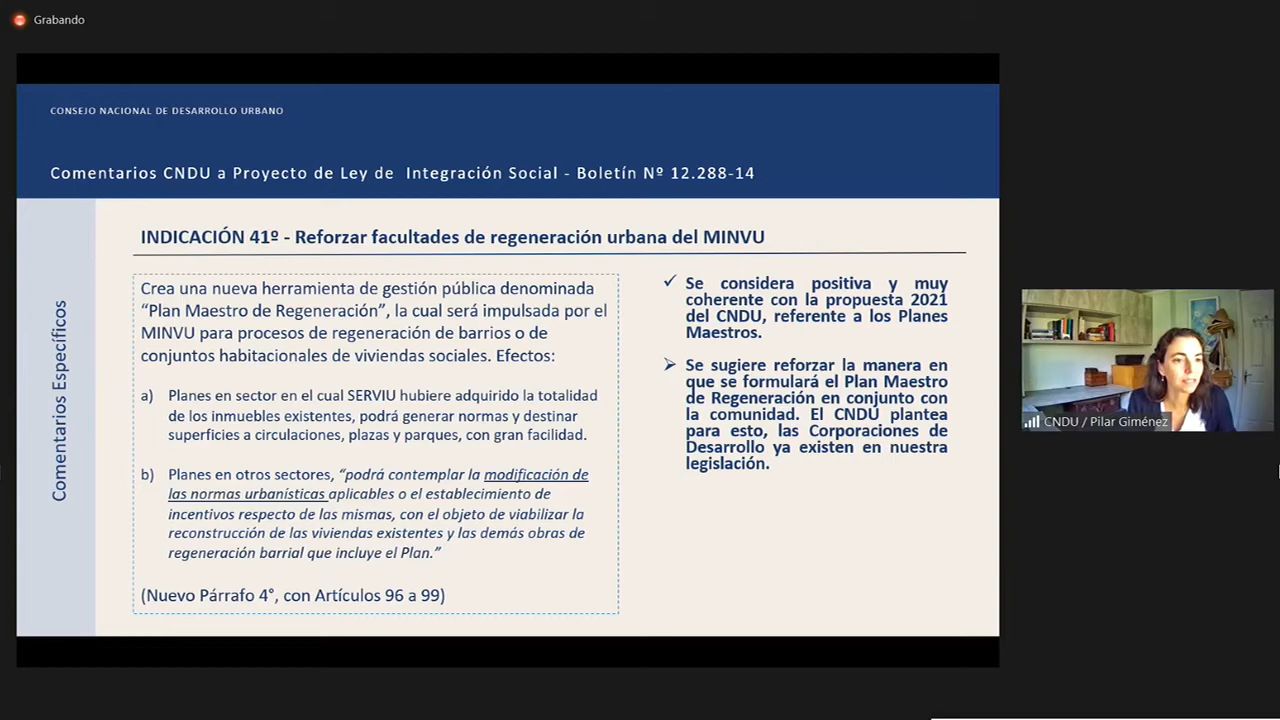 Grabando
CONSEJO NACIONAL DE DESARROLLO URBANO
Comentarios CNDU a Proyecto de Ley de Integración Social - Boletín Nº 12.288-14
Comentarios Específicos
INDICACIÓN 41º - Reforzar facultades de regeneración urbana del MINVU
Crea una nueva herramienta de gestión pública denominada
“Plan Maestro de Regeneración”, la cual será impulsada por el
MINVU para procesos de regeneración de barrios o de
conjuntos habitacionales de viviendas sociales. Efectos:
a) Planes en sector en el cual SERVIU hubiere adquirido la totalidad
de los inmuebles existentes, podrá generar normas y destinar
superficies a circulaciones, plazas y parques, con gran facilidad.
b) Planes en otros sectores, “podrá contemplar la modificación de
las normas urbanísticas aplicables o el establecimiento de
incentivos respecto de las mismas, con el objeto de viabilizar la
reconstrucción de las viviendas existentes y las demás obras de
regeneración barrial que incluye el Plan.”
(Nuevo Párrafo 4°, con Artículos 96 a 99)
✓ Se considera positiva y muy
coherente con la propuesta 2021
del CNDU, referente a los Planes
Maestros.
➢ Se sugiere reforzar la manera en
que se formulará el Plan Maestro
de Regeneración en conjunto con
la comunidad. El CNDU plantea
para esto, las Corporaciones de
Desarrollo ya existen en nuestra
legislación.
CNDU / Pilar Giménez